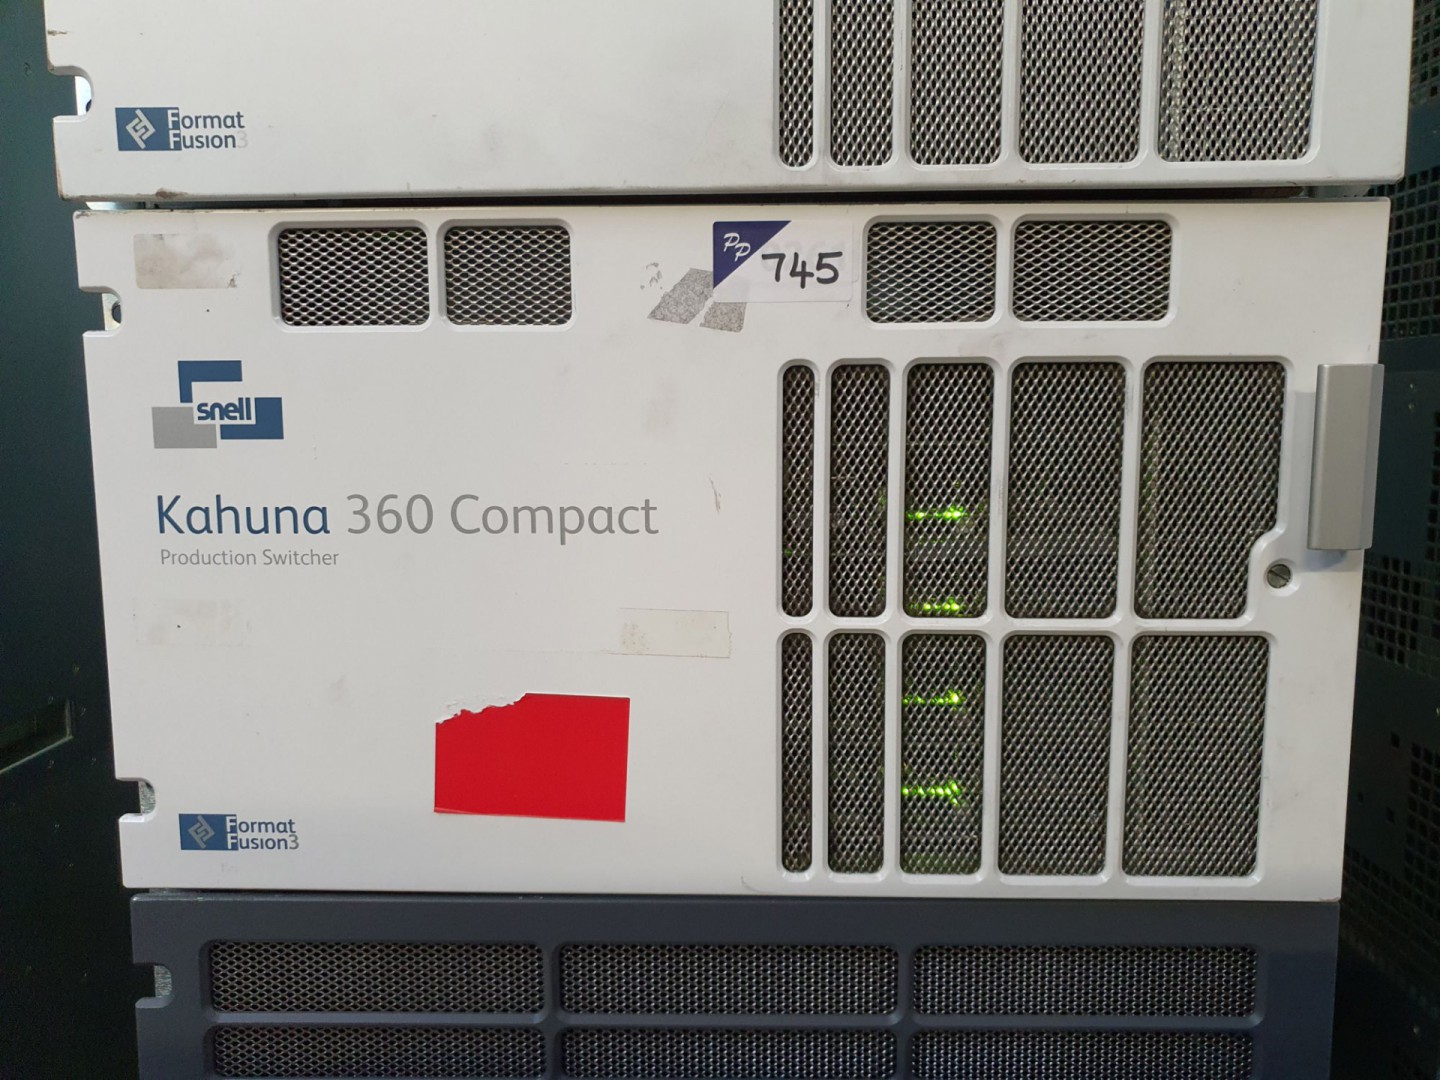 Format
Fusion3
PP
745
snell
Kahuna 360 Compact
Production Switcher
Format
Fusion3